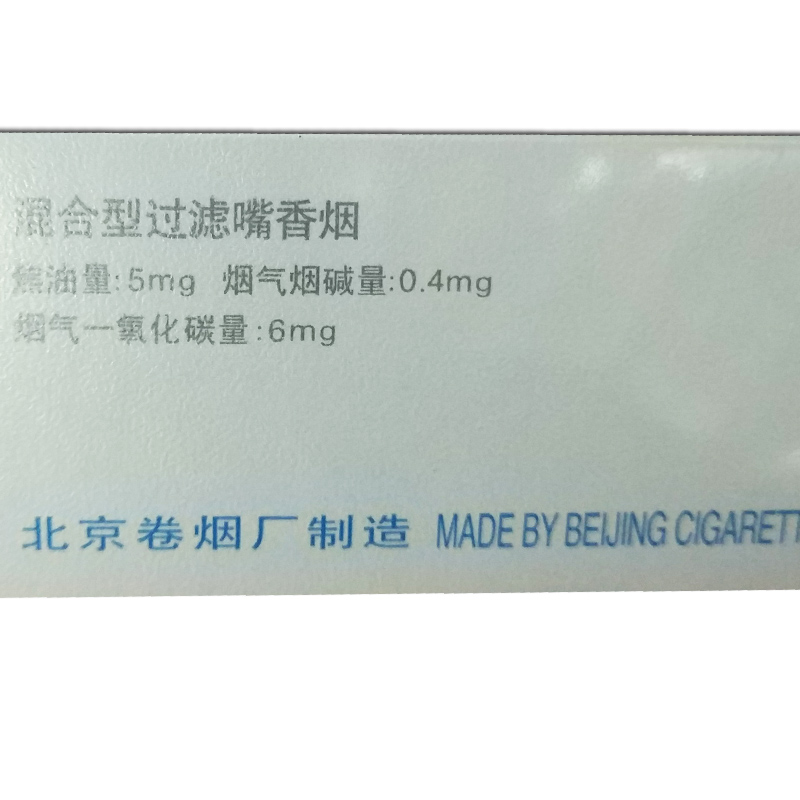 混合型过滤嘴香烟
焦油量:5mg 烟气烟碱量:0.4mg
烟气一氧化碳量:6mg
北京卷烟厂制造 MADE BY BEIJING CIGARETT